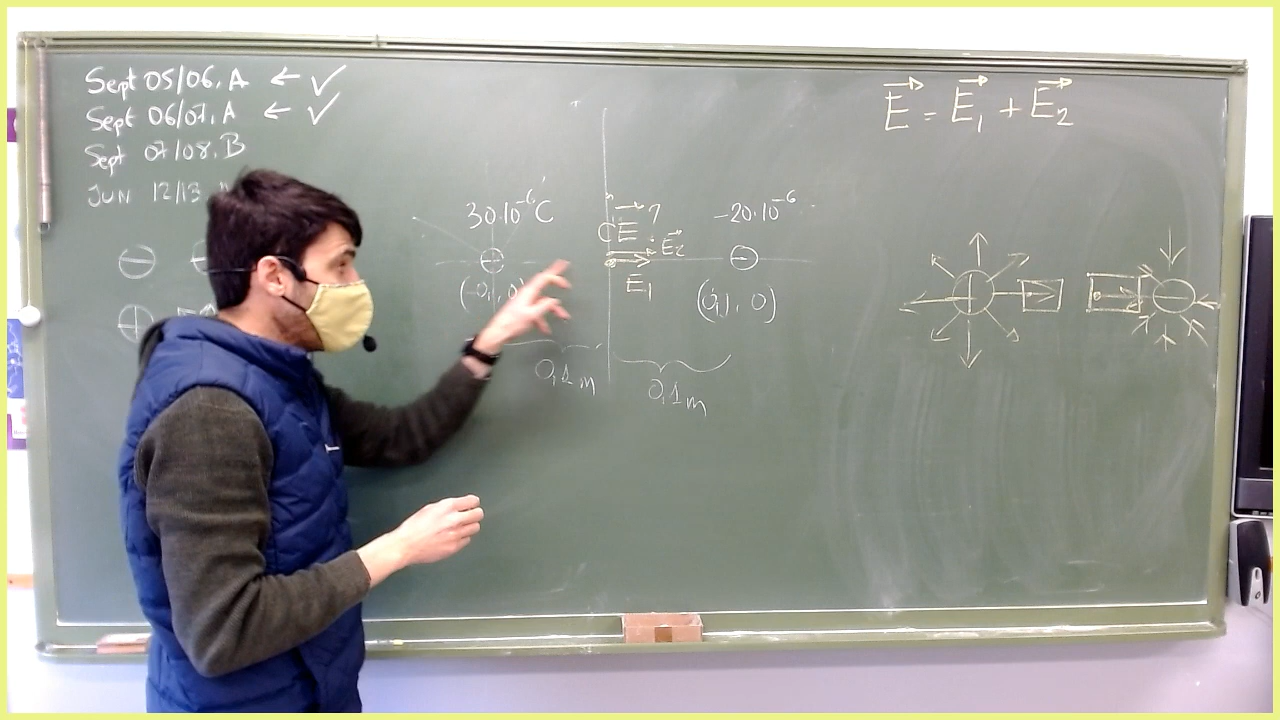 Sept 05/06, A ← ✓
Sept 06/07, A ← ✓
Sept 07/08, B
JUN 12/13
E = E₁ + E₂
30·10⁻⁶ C
-20·10⁻⁶
E ?
E₂
E₁
(-0,1, 0)
(0,1, 0)
0,1 m
0,1 m